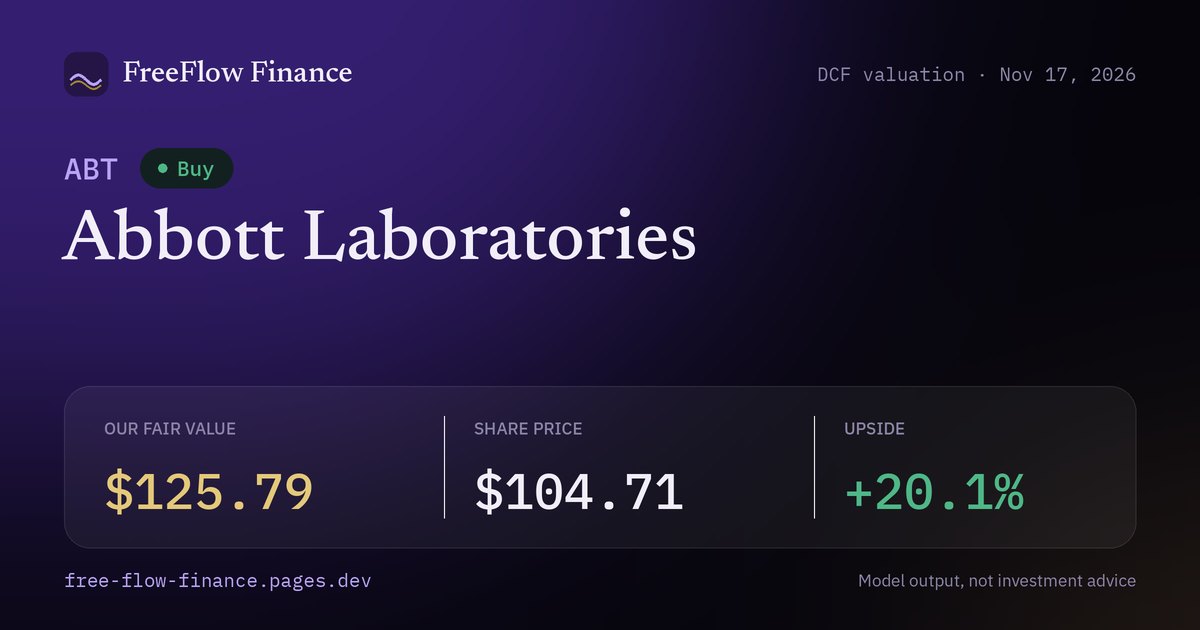 FreeFlow Finance
DCF valuation · Nov 17, 2026
ABT
Buy
Abbott Laboratories
OUR FAIR VALUE
$125.79
SHARE PRICE
$104.71
UPSIDE
+20.1%
free-flow-finance.pages.dev
Model output, not investment advice